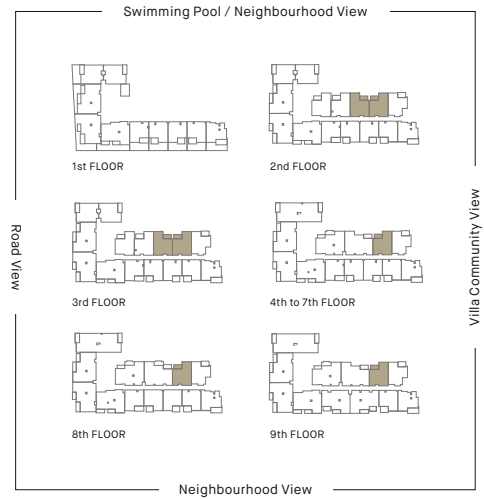 Swimming Pool / Neighbourhood View
1st FLOOR
2nd FLOOR
Road View
Villa Community View
3rd FLOOR
4th to 7th FLOOR
8th FLOOR
9th FLOOR
Neighbourhood View